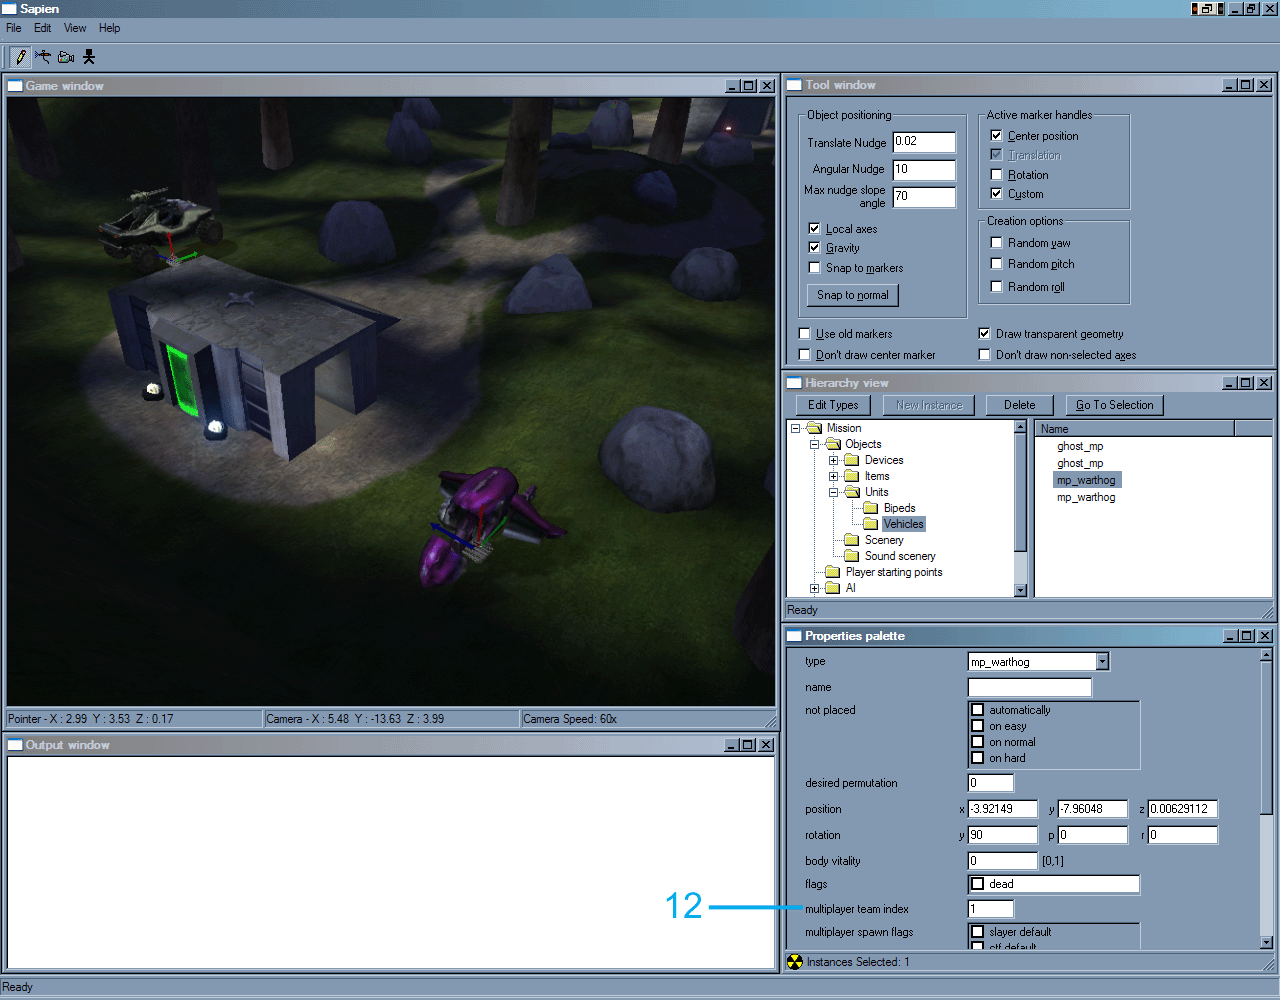 Sapien
File Edit View Help
Game window
Pointer - X : 2.99 Y : 3.53 Z : 0.17
Camera - X : 5.48 Y : -13.63 Z : 3.99
Camera Speed: 60x
Output window
Ready
Tool window
Object positioning
Translate Nudge 0.02
Angular Nudge 10
Max nudge slope angle 70
Local axes
Gravity
Snap to markers
Snap to normal
Active marker handles
Center position
Translation
Rotation
Custom
Creation options
Random yaw
Random pitch
Random roll
Use old markers
Draw transparent geometry
Don't draw center marker
Don't draw non-selected axes
Hierarchy view
Edit Types New Instance Delete Go To Selection
Mission
Objects
Devices
Items
Units
Bipeds
Vehicles
Scenery
Sound scenery
Player starting points
AI
Name
ghost_mp
ghost_mp
mp_warthog
mp_warthog
Ready
Properties palette
type mp_warthog
name
not placed automatically
on easy
on normal
on hard
desired permutation 0
position x -3.92149 y -7.96048 z 0.00629112
rotation y 90 p 0 r 0
body vitality 0 [0,1]
flags dead
12 multiplayer team index 1
multiplayer spawn flags slayer default
ctf default
Instances Selected: 1